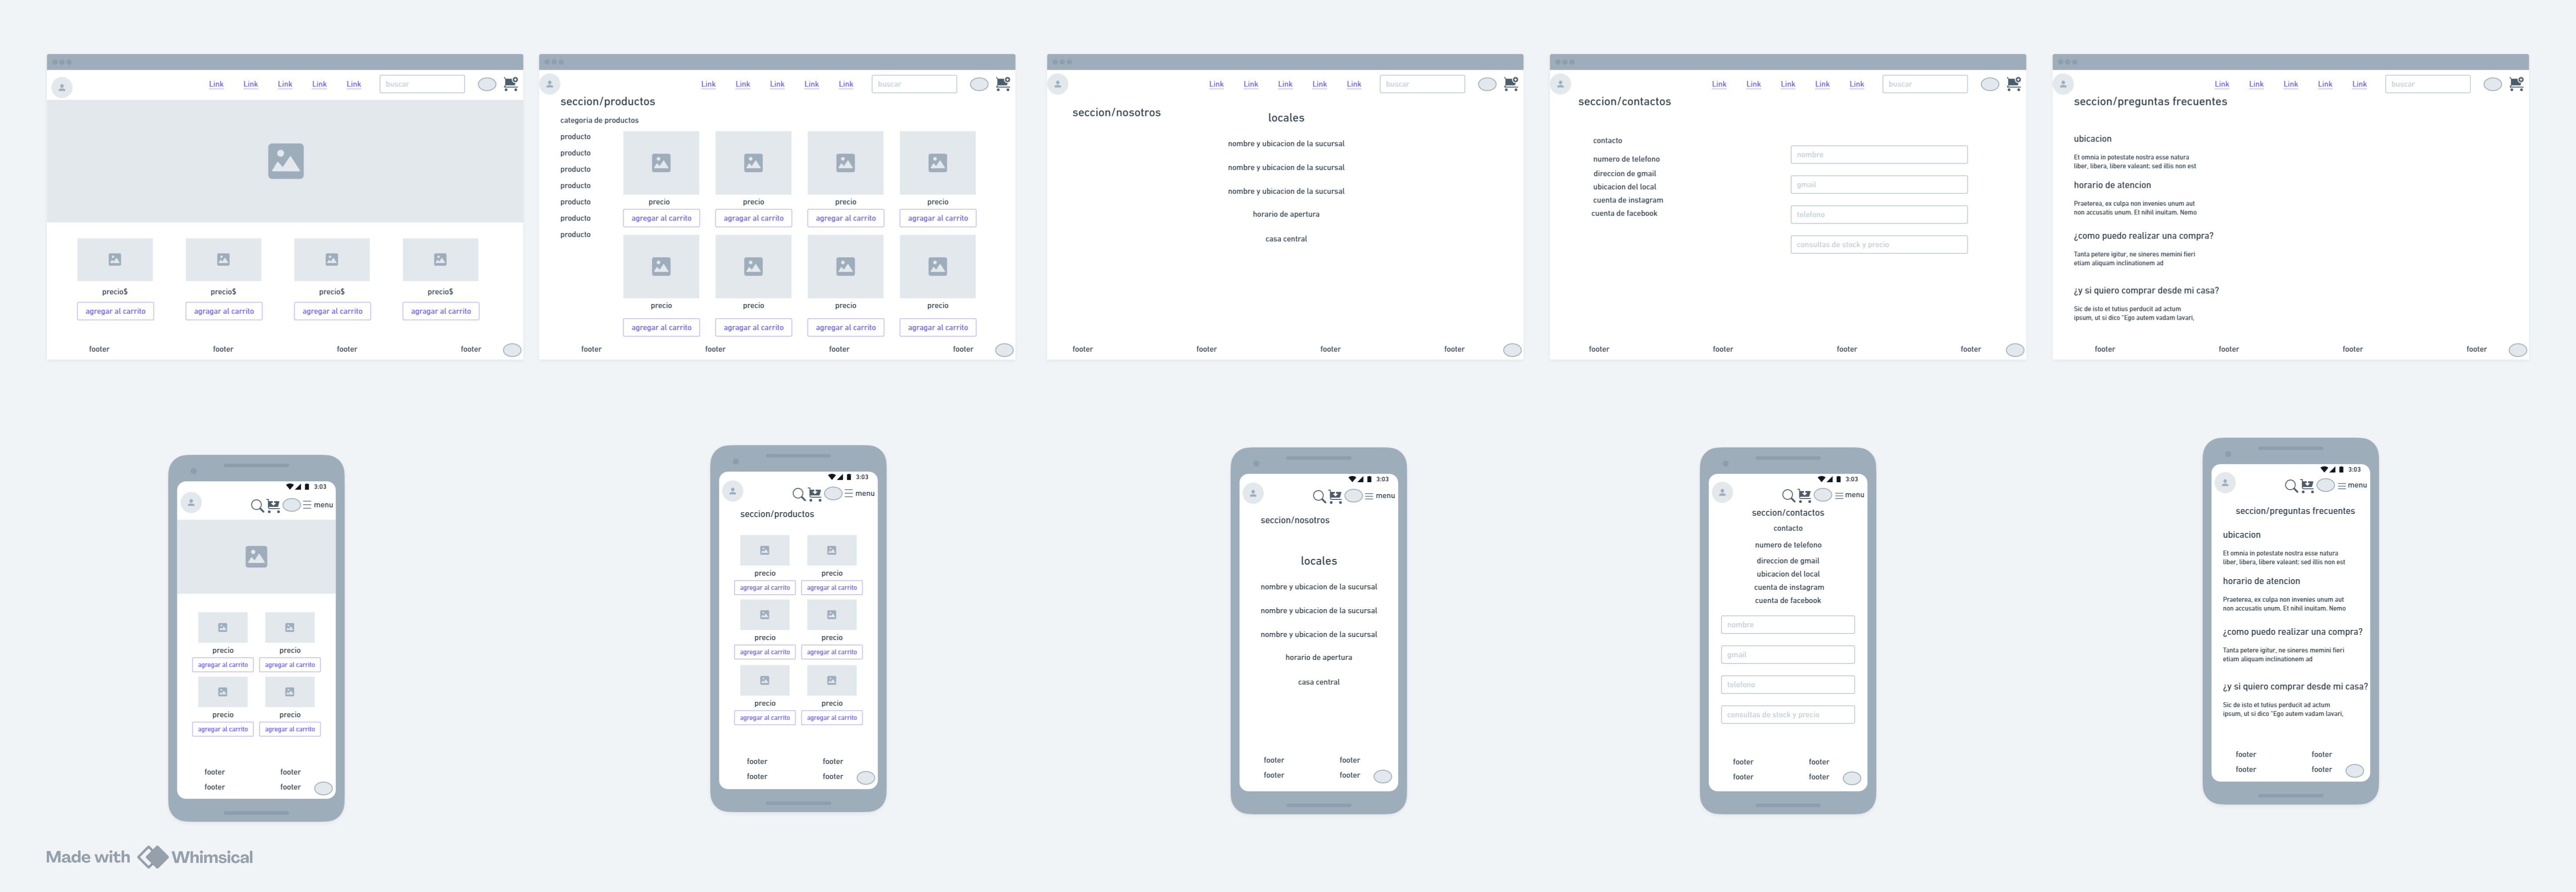 Link Link Link Link Link buscar
precio$ precio$ precio$ precio$
agregar al carrito agragar al carrito agregar al carrito agragar al carrito
footer footer footer footer
Link Link Link Link Link buscar
seccion/productos
categoria de productos
producto
producto
producto
producto
producto
producto
producto
precio precio precio precio
agregar al carrito agragar al carrito agregar al carrito agragar al carrito
precio precio precio precio
agregar al carrito agragar al carrito agregar al carrito agragar al carrito
footer footer footer footer
Link Link Link Link Link buscar
seccion/nosotros
locales
nombre y ubicacion de la sucursal
nombre y ubicacion de la sucursal
nombre y ubicacion de la sucursal
horario de apertura
casa central
footer footer footer footer
Link Link Link Link Link buscar
seccion/contactos
contacto
numero de telefono
direccion de gmail
ubicacion del local
cuenta de instagram
cuenta de facebook
nombre
gmail
telefono
consultas de stock y precio
footer footer footer footer
Link Link Link Link Link buscar
seccion/preguntas frecuentes
ubicacion
Et omnia in potestate nostra esse natura
liber, libera, libere valeant; sed illis non est
horario de atencion
Praeterea, ex culpa non invenies unum aut
non accusatis unum. Et nihil inuitam. Nemo
¿como puedo realizar una compra?
Tanta petere igitur, ne sineres memini fieri
etiam aliquam inclinationem ad
¿y si quiero comprar desde mi casa?
Sic de isto et tutius perducit ad actum
ipsum, ut si dico "Ego autem vadam lavari,
footer footer footer footer
3:03
menu
precio precio
agregar al carrito agregar al carrito
precio precio
agregar al carrito agregar al carrito
footer footer
footer footer
3:03
menu
seccion/productos
precio precio
agregar al carrito agregar al carrito
precio precio
agregar al carrito agregar al carrito
precio precio
agregar al carrito agregar al carrito
footer footer
footer footer
3:03
menu
seccion/nosotros
locales
nombre y ubicacion de la sucursal
nombre y ubicacion de la sucursal
nombre y ubicacion de la sucursal
horario de apertura
casa central
footer footer
footer footer
3:03
menu
seccion/contactos
contacto
numero de telefono
direccion de gmail
ubicacion del local
cuenta de instagram
cuenta de facebook
nombre
gmail
telefono
consultas de stock y precio
footer footer
footer footer
3:03
menu
seccion/preguntas frecuentes
ubicacion
Et omnia in potestate nostra esse natura
liber, libera, libere valeant; sed illis non est
horario de atencion
Praeterea, ex culpa non invenies unum aut
non accusatis unum. Et nihil inuitam. Nemo
¿como puedo realizar una compra?
Tanta petere igitur, ne sineres memini fieri
etiam aliquam inclinationem ad
¿y si quiero comprar desde mi casa?
Sic de isto et tutius perducit ad actum
ipsum, ut si dico "Ego autem vadam lavari,
footer footer
footer footer
Made with Whimsical